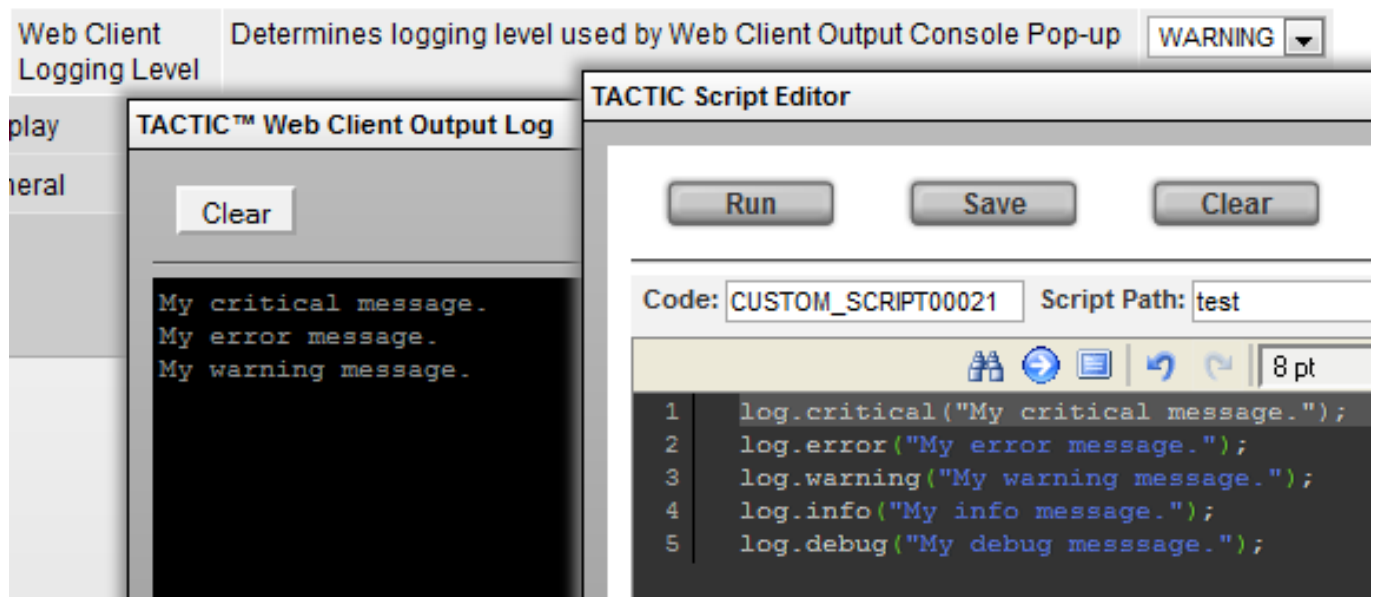 Web Client Determines logging level used by Web Client Output Console Pop-up WARNING
Logging Level
TACTIC Script Editor
play TACTIC™ Web Client Output Log
neral
Run Save Clear
Clear
Code: CUSTOM_SCRIPT00021 Script Path: test
My critical message.
My error message.
My warning message.
8 pt
1 log.critical("My critical message.");
2 log.error("My error message.");
3 log.warning("My warning message.");
4 log.info("My info message.");
5 log.debug("My debug messsage.");